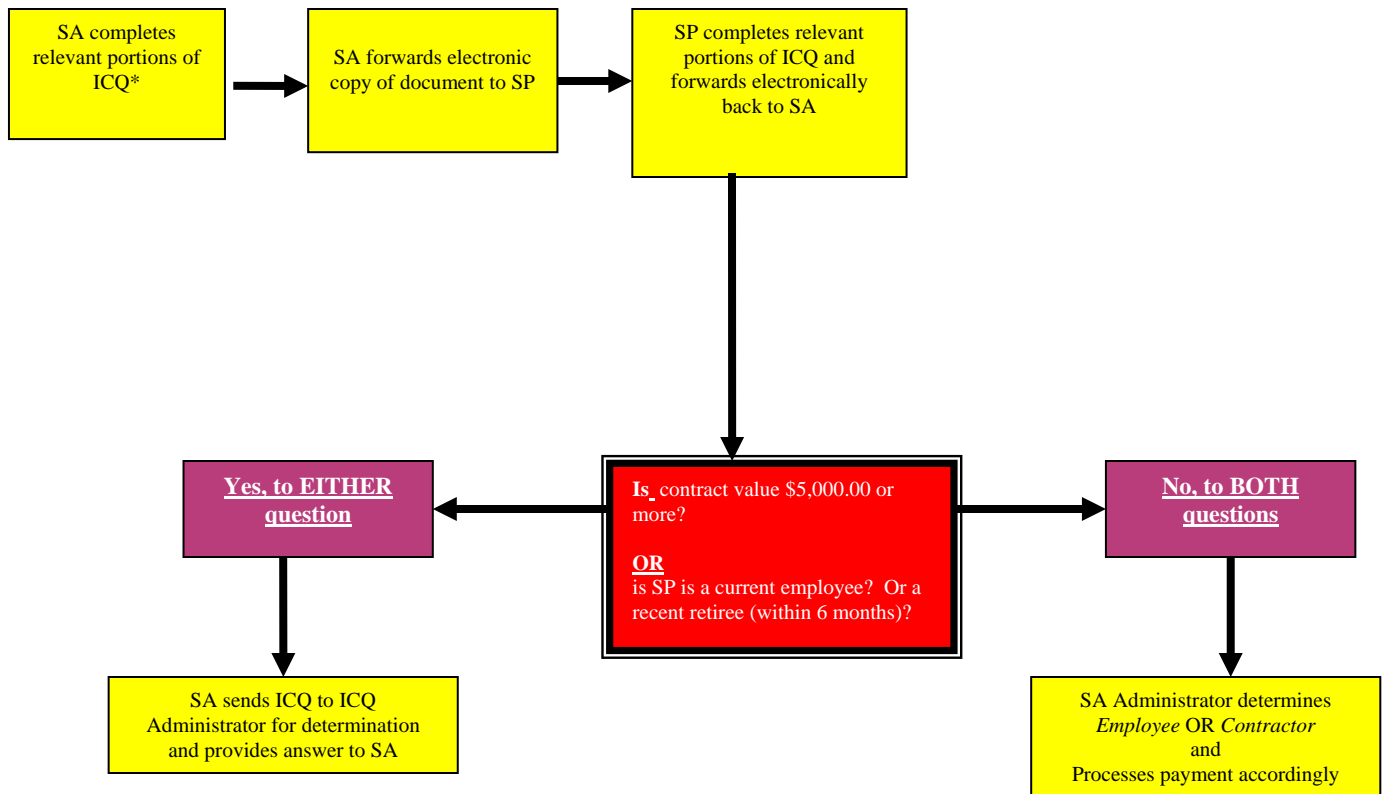 SA completes
relevant portions of
ICQ*
SA forwards electronic
copy of document to SP
SP completes relevant
portions of ICQ and
forwards electronically
back to SA
Yes, to EITHER
question
Is contract value $5,000.00 or
more?
OR
is SP is a current employee? Or a
recent retiree (within 6 months)?
No, to BOTH
questions
SA sends ICQ to ICQ
Administrator for determination
and provides answer to SA
SA Administrator determines
Employee OR Contractor
and
Processes payment accordingly